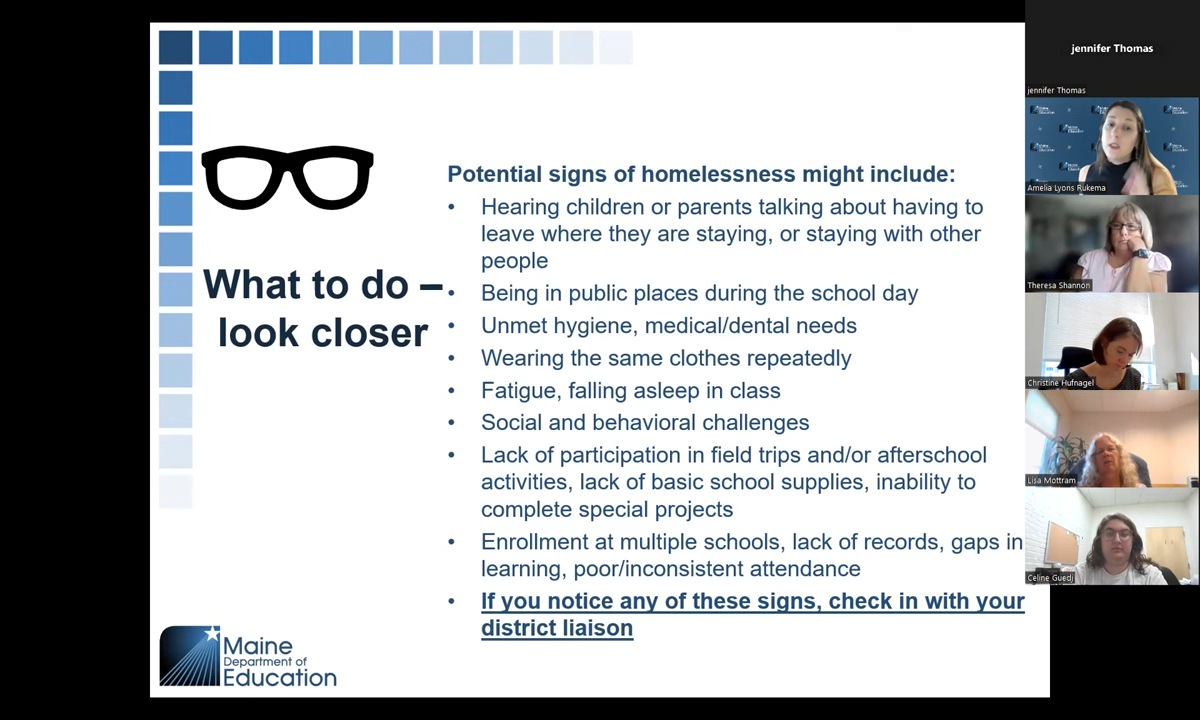 What to do –
look closer
Potential signs of homelessness might include:
• Hearing children or parents talking about having to
leave where they are staying, or staying with other
people
• Being in public places during the school day
• Unmet hygiene, medical/dental needs
• Wearing the same clothes repeatedly
• Fatigue, falling asleep in class
• Social and behavioral challenges
• Lack of participation in field trips and/or afterschool
activities, lack of basic school supplies, inability to
complete special projects
• Enrollment at multiple schools, lack of records, gaps in
learning, poor/inconsistent attendance
• If you notice any of these signs, check in with your
district liaison
Maine
Department of
Education
jennifer Thomas
jennifer Thomas
Amelia Lyons Rukema
Theresa Shannon
Christine Hufnagel
Lisa Mottram
Celine Guedj